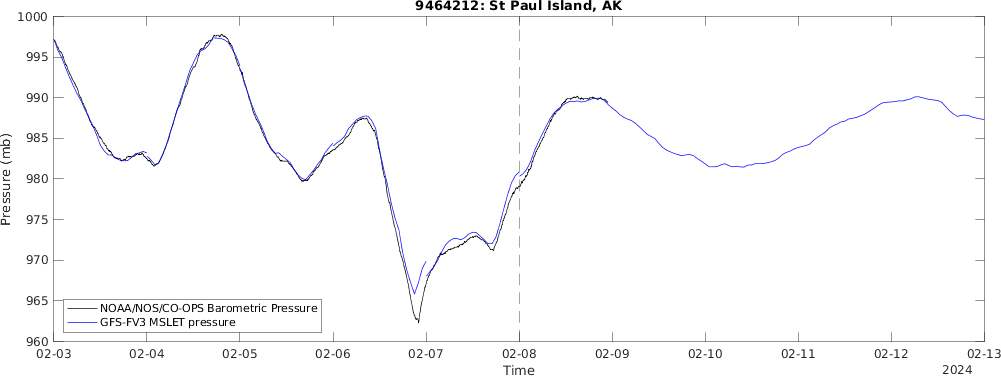 9464212: St Paul Island, AK
Pressure (mb)
1000
995
990
985
980
975
970
965
960
NOAA/NOS/CO-OPS Barometric Pressure
GFS-FV3 MSLET pressure
02-03 02-04 02-05 02-06 02-07 02-08 02-09 02-10 02-11 02-12 02-13
Time
2024